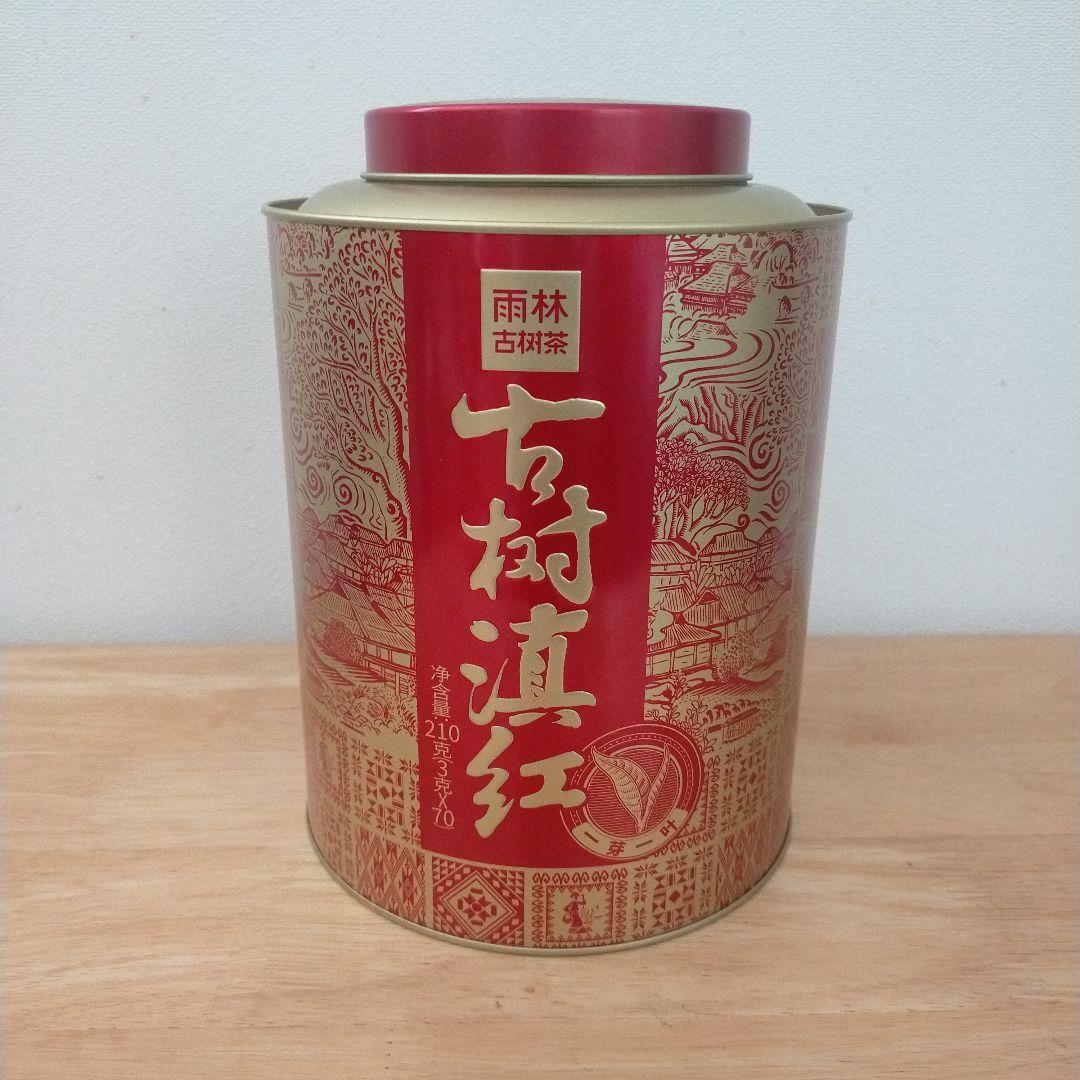 雨林
古树茶
古树滇红
净含量:210克(3克X70)
一芽一叶